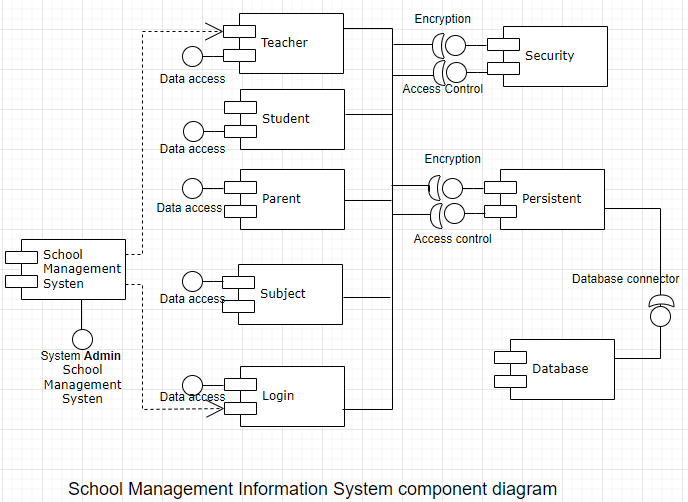 Encryption
Teacher
Security
Data access
Access Control
Student
Data access
Encryption
Parent
Persistent
Data access
Access control
School
Management
Systen
Database connector
Subject
Data access
System Admin
School
Management
Systen
Database
Login
Data access
School Management Information System component diagram